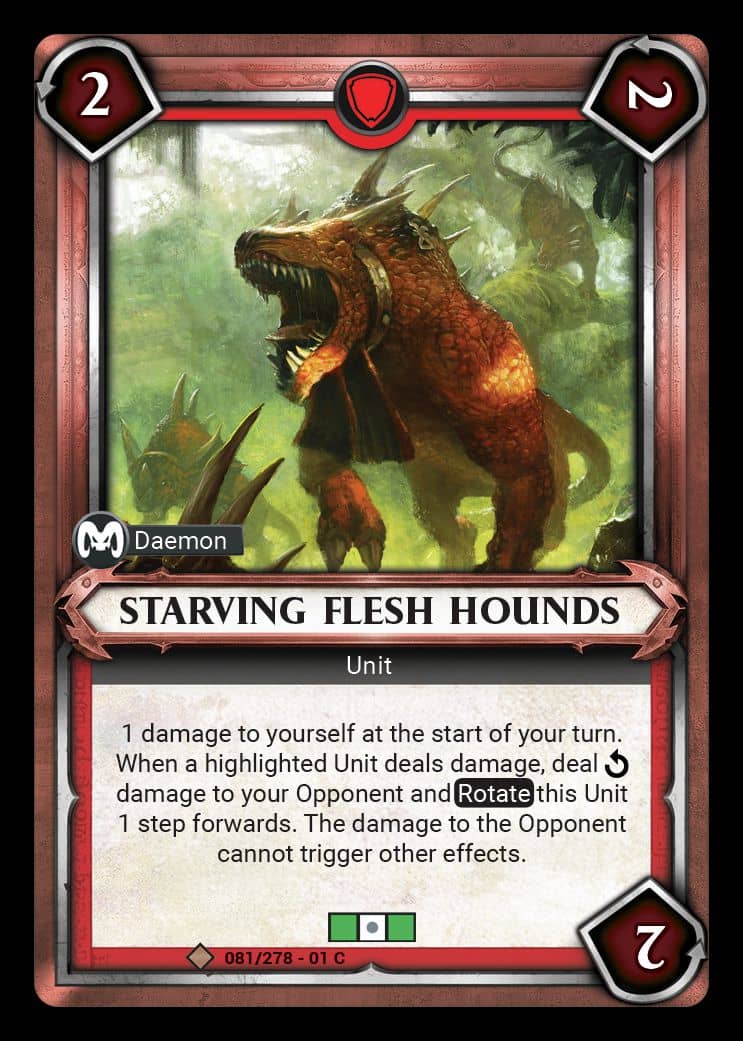 2
2
Daemon
STARVING FLESH HOUNDS
Unit
1 damage to yourself at the start of your turn.
When a highlighted Unit deals damage, deal
damage to your Opponent and Rotate this Unit
1 step forwards. The damage to the Opponent
cannot trigger other effects.
2
081/278 - 01 C